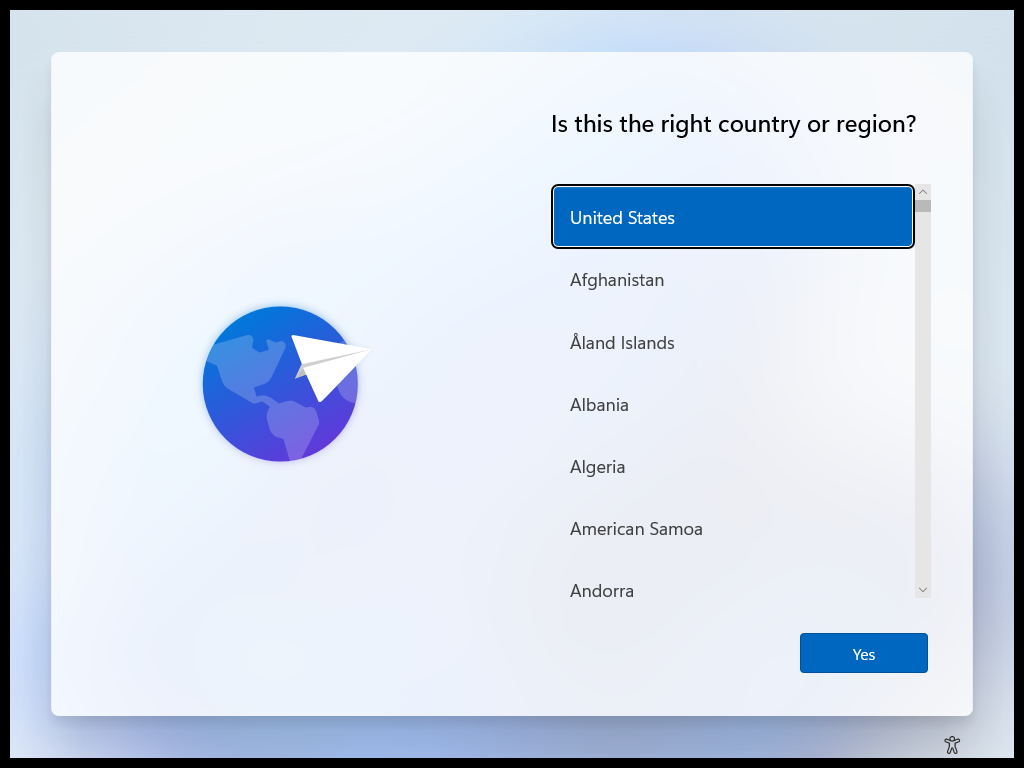 Is this the right country or region?
United States
Afghanistan
Åland Islands
Albania
Algeria
American Samoa
Andorra
Yes